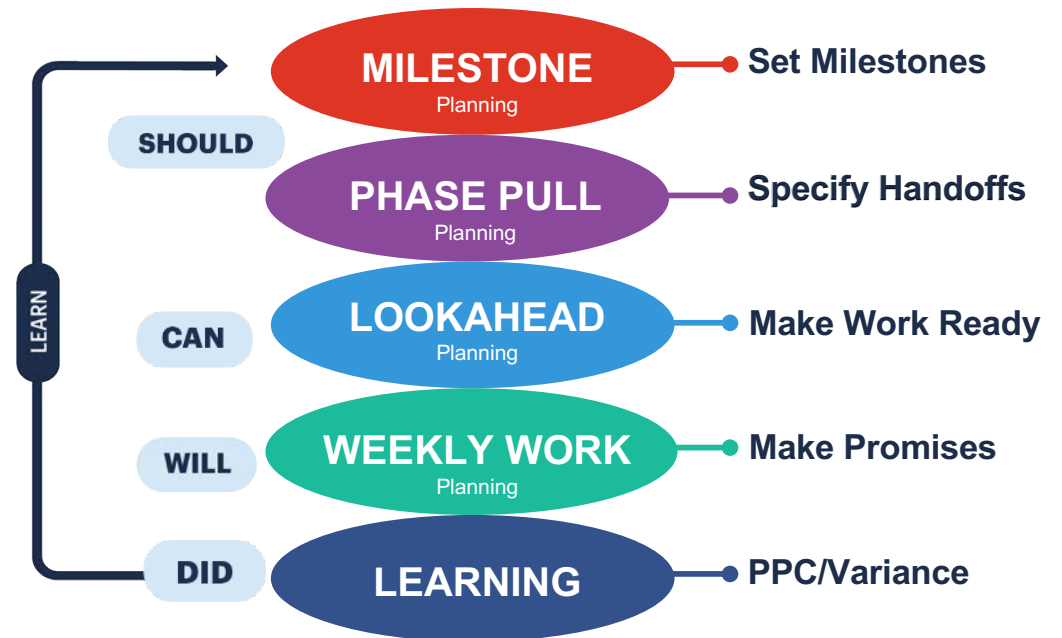 MILESTONE
Planning
Set Milestones
SHOULD
PHASE PULL
Planning
Specify Handoffs
LEARN
CAN
LOOKAHEAD
Planning
Make Work Ready
WILL
WEEKLY WORK
Planning
Make Promises
DID
LEARNING
PPC/Variance